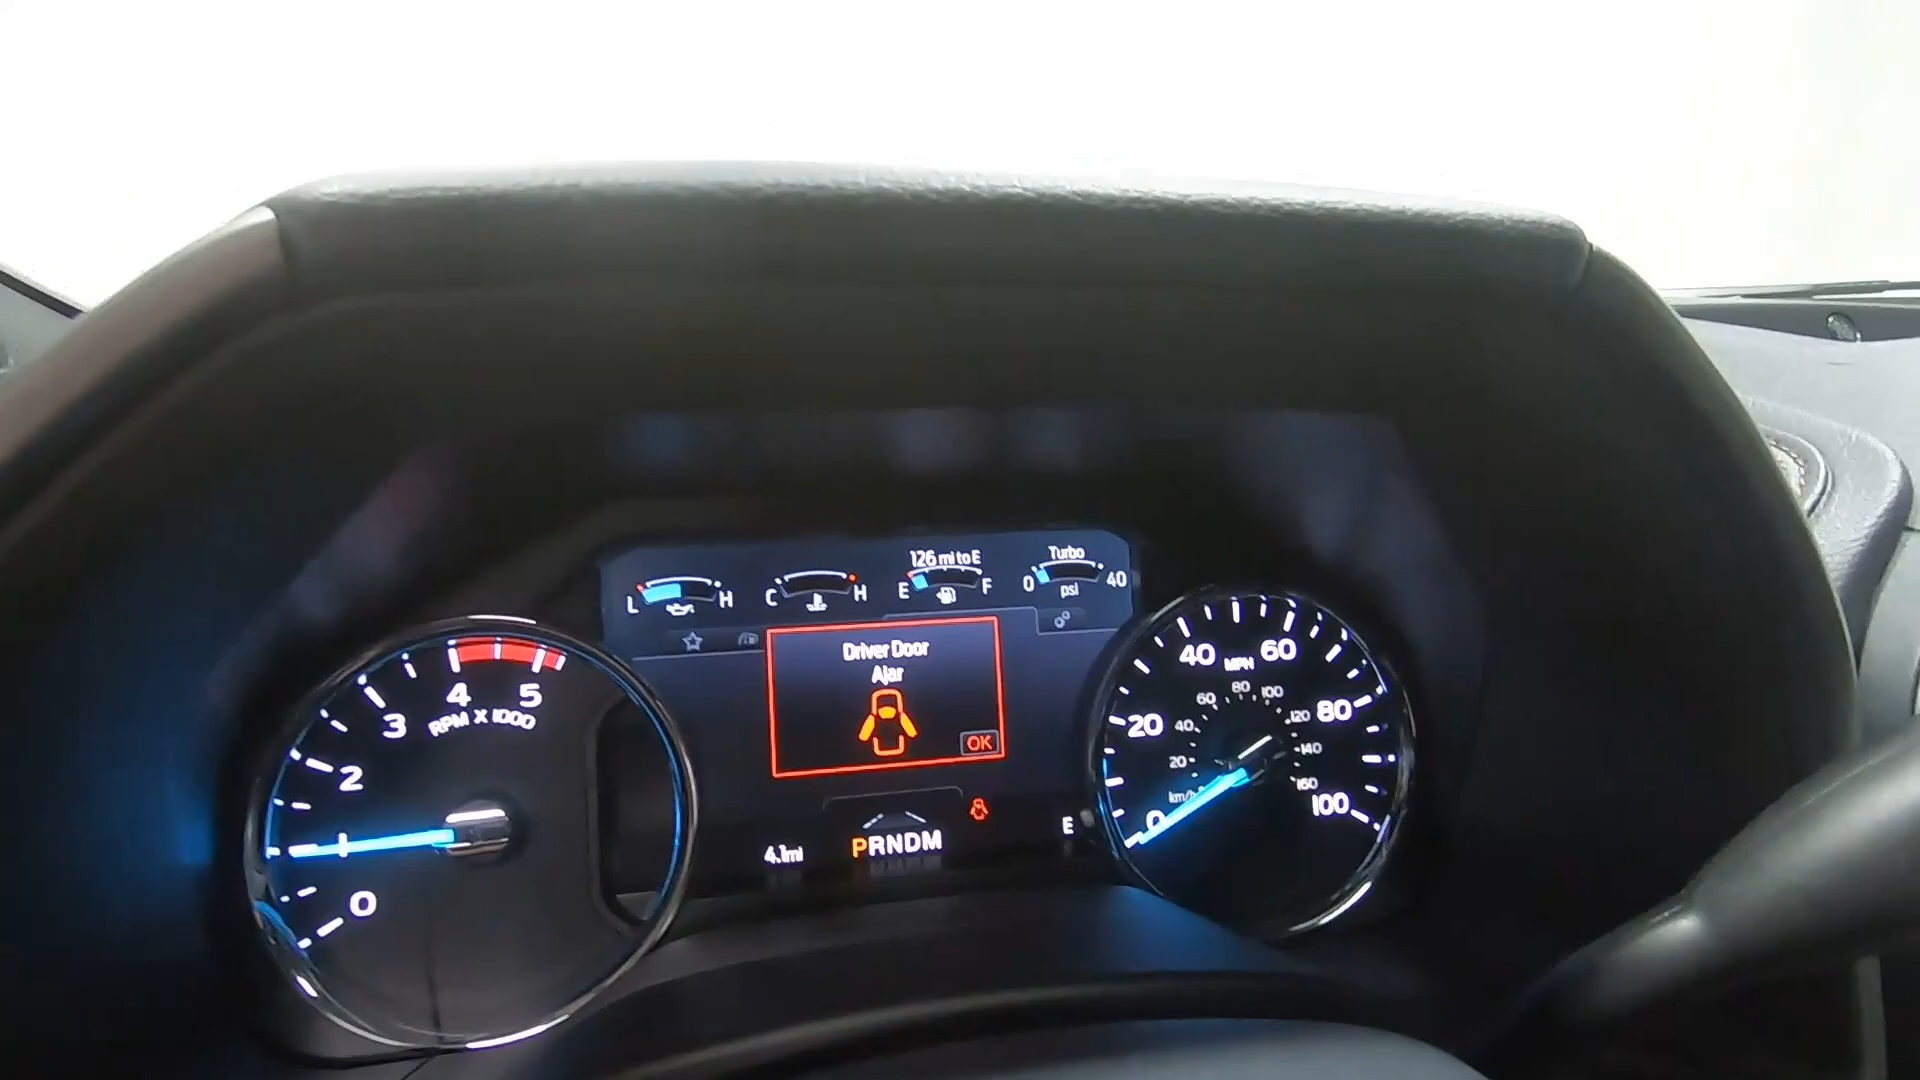 126 mi to E
Turbo
L H
C H
E F
0 40
psi
Driver Door
Ajar
OK
4.1mi
PRNDM
E
0
1
2
3
4
5
RPM X 1000
0
20
40
60
80
100
MPH
20
40
60
80
100
120
140
160
km/h